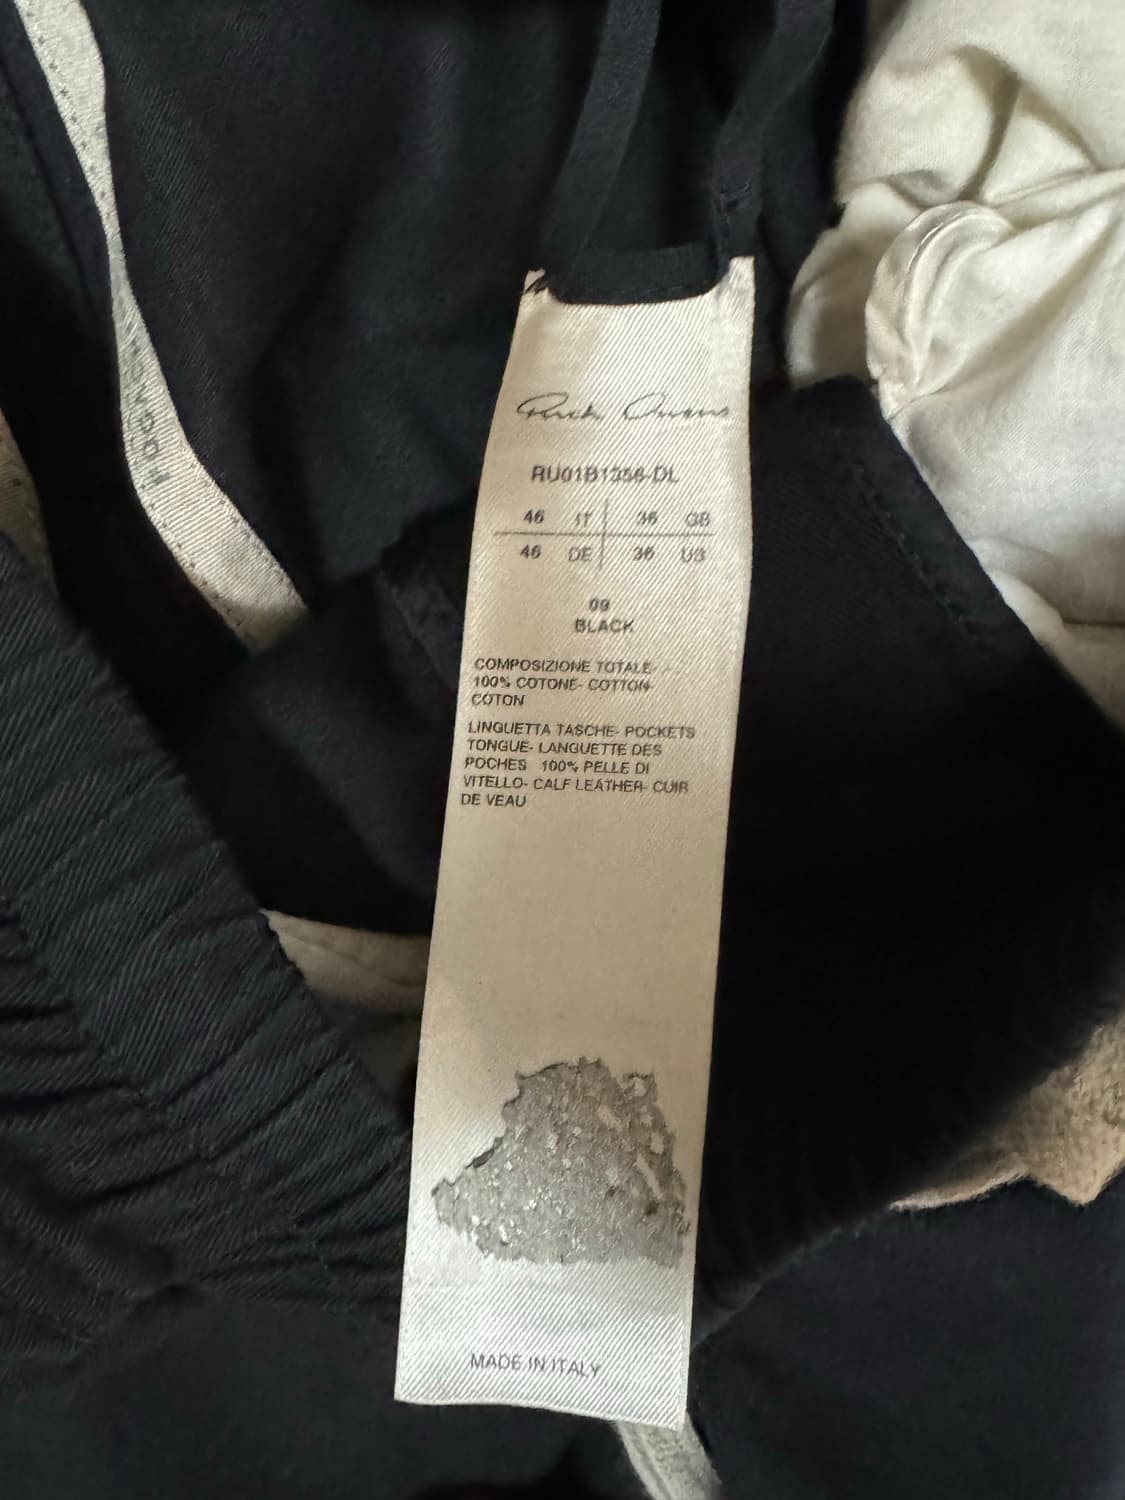 Rick Owens
RU01B1356-DL
46 IT 36 GB
46 DE 36 US
09
BLACK
COMPOSIZIONE TOTALE-
100% COTONE- COTTON-
COTON
LINGUETTA TASCHE- POCKETS
TONGUE- LANGUETTE DES
POCHES 100% PELLE DI
VITELLO- CALF LEATHER- CUIR
DE VEAU
MADE IN ITALY